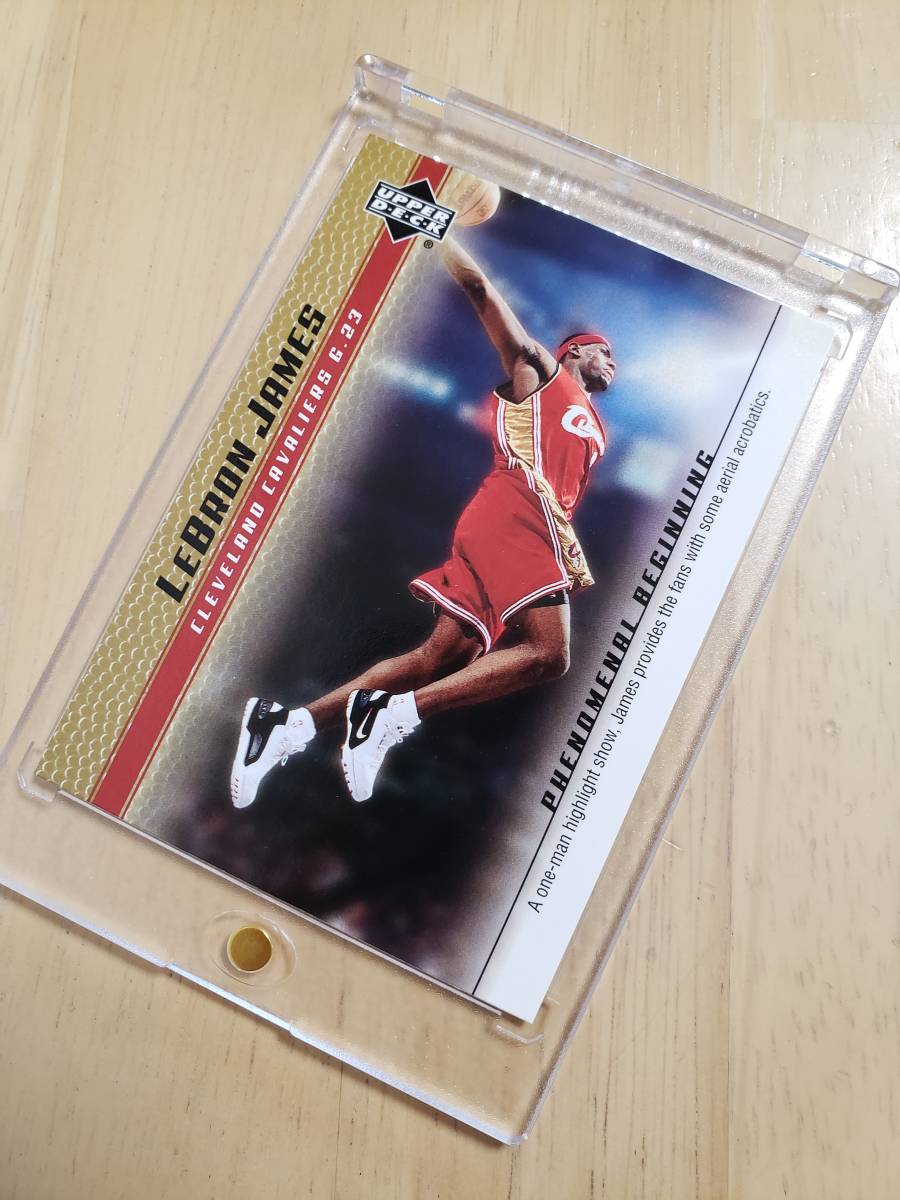 UPPER
D·E·C·K
®
LeBron James
CLEVELAND CAVALIERS G.23
PHENOMENAL BEGINNING
A one-man highlight show, James provides the fans with some aerial acrobatics.